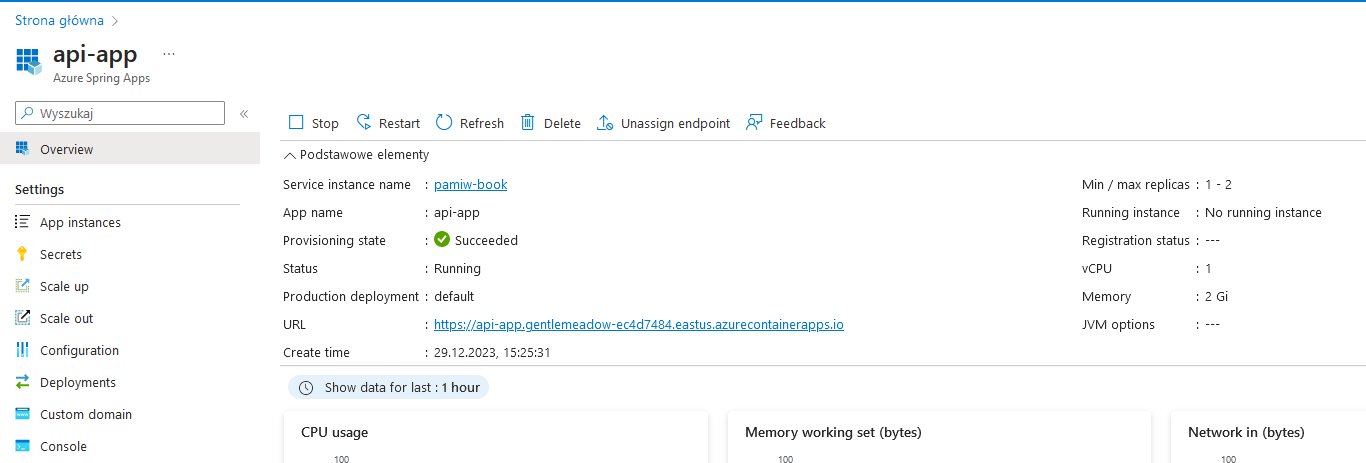 Strona główna >
api-app ...
Azure Spring Apps
Wyszukaj «
Overview
Settings
App instances
Secrets
Scale up
Scale out
Configuration
Deployments
Custom domain
Console
Stop Restart Refresh Delete Unassign endpoint Feedback
Podstawowe elementy
Service instance name : pamiw-book
App name : api-app
Provisioning state : Succeeded
Status : Running
Production deployment : default
URL : https://api-app.gentlemeadow-ec4d7484.eastus.azurecontainerapps.io
Create time : 29.12.2023, 15:25:31
Min / max replicas : 1 - 2
Running instance : No running instance
Registration status : ---
vCPU : 1
Memory : 2 Gi
JVM options : ---
Show data for last : 1 hour
CPU usage
100
Memory working set (bytes)
100
Network in (bytes)
100